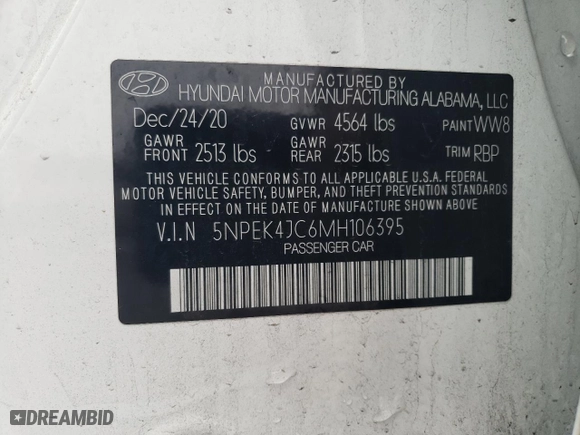 MANUFACTURED BY
HYUNDAI MOTOR MANUFACTURING ALABAMA, LLC
Dec/24/20 GVWR 4564 lbs PAINT WW8
GAWR FRONT 2513 lbs GAWR REAR 2315 lbs TRIM RBP
THIS VEHICLE CONFORMS TO ALL APPLICABLE U.S.A. FEDERAL
MOTOR VEHICLE SAFETY, BUMPER, AND THEFT PREVENTION STANDARDS
IN EFFECT ON THE DATE OF MANUFACTURE SHOWN ABOVE.
V.I.N 5NPEK4JC6MH106395
PASSENGER CAR
DREAMBID